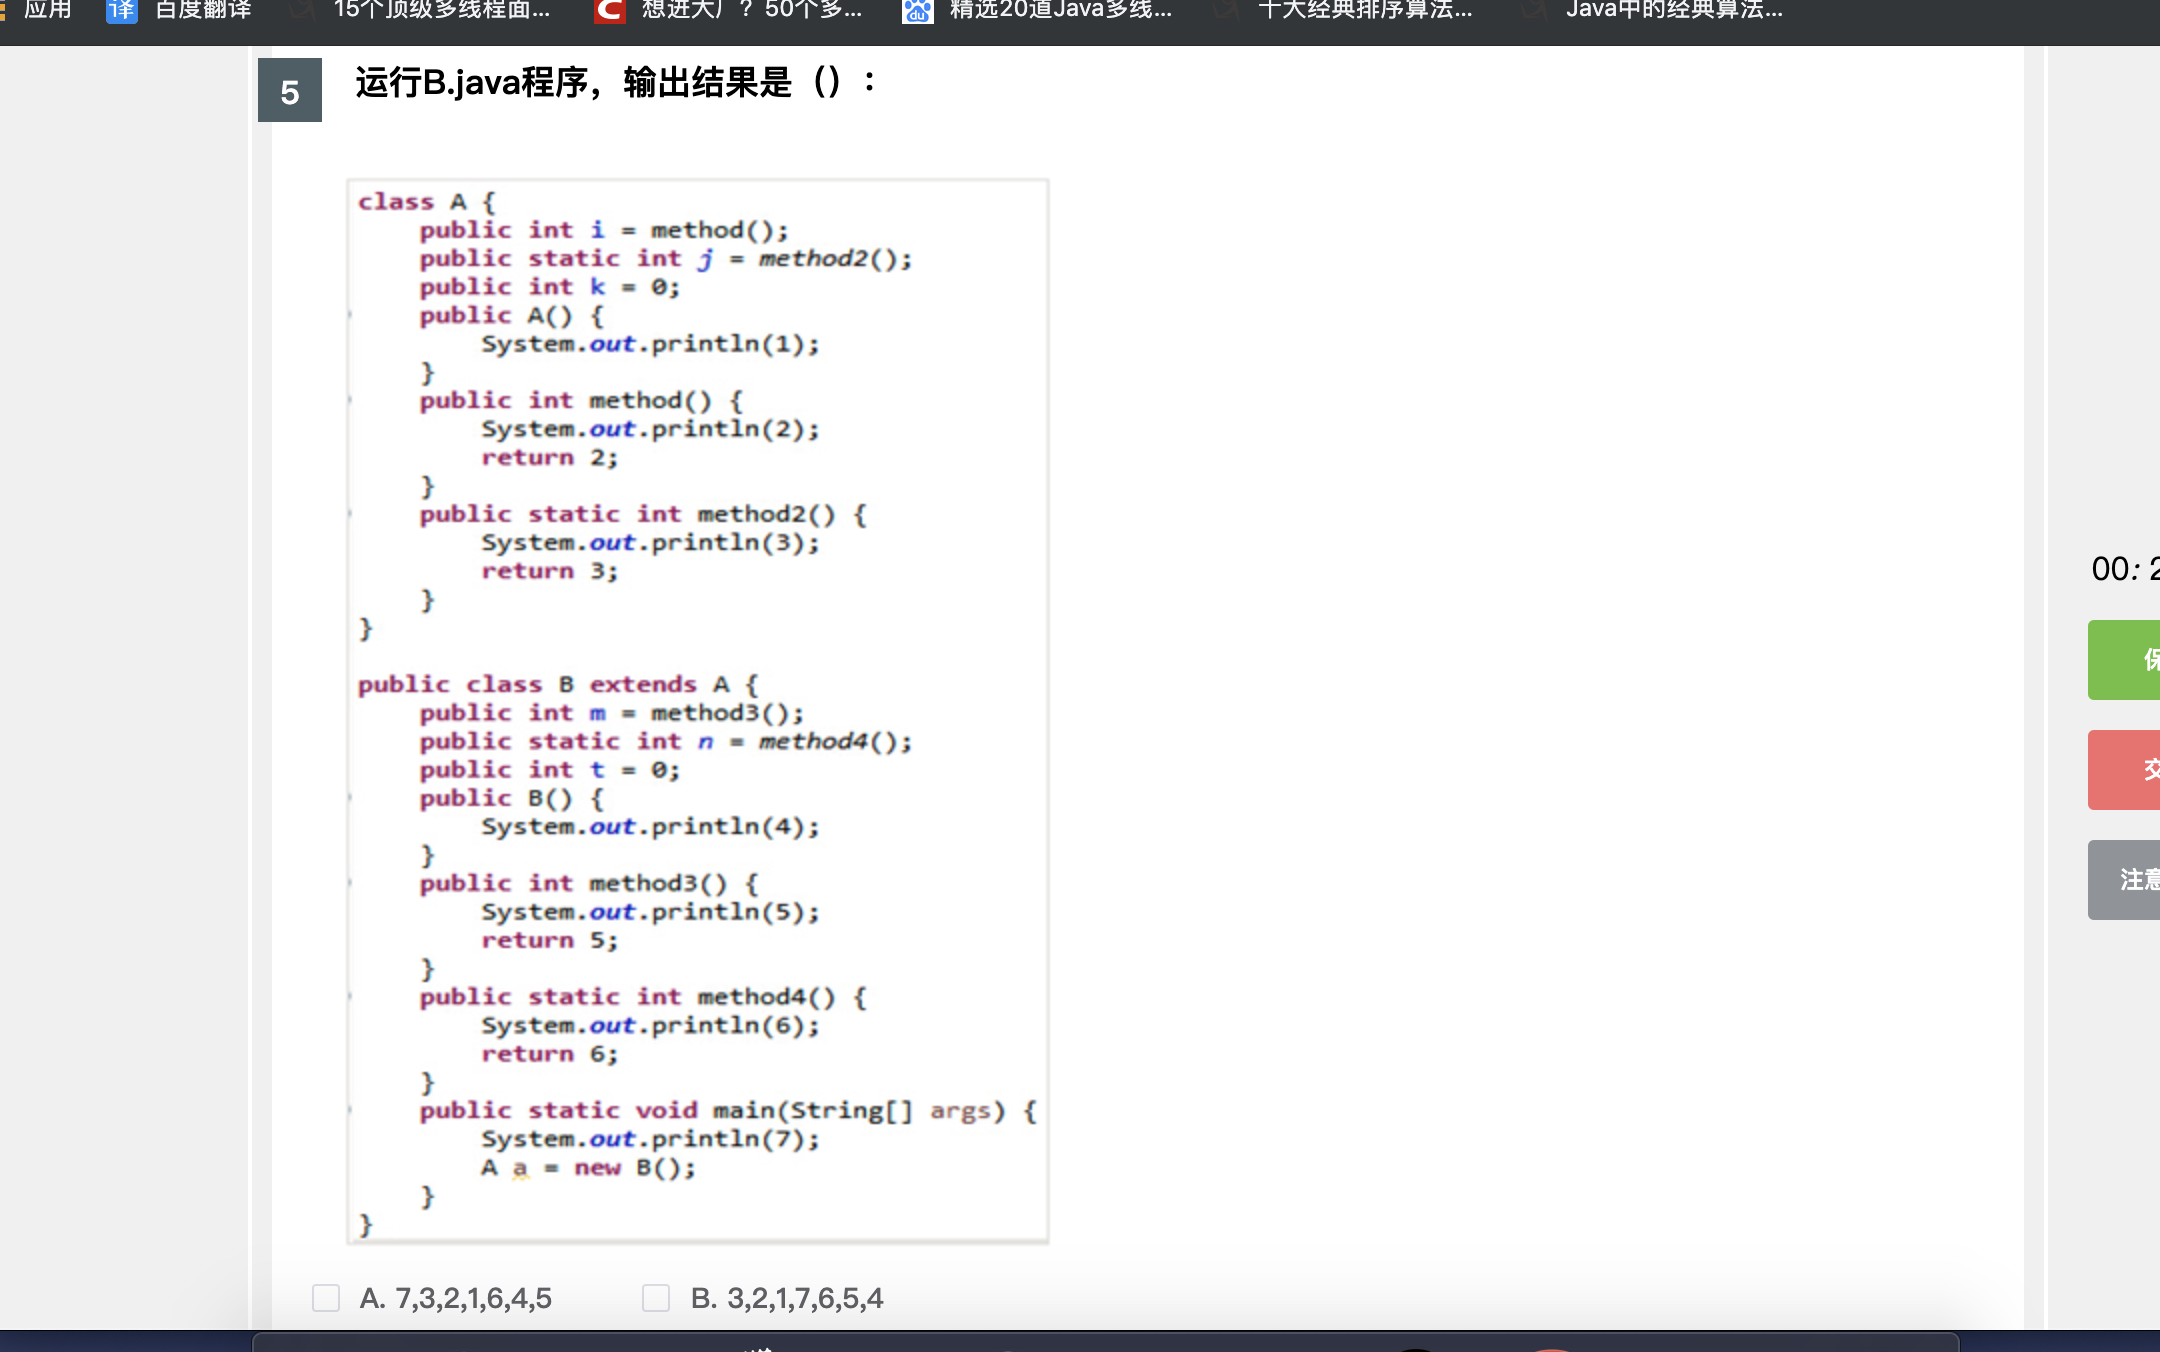 应用 百度翻译 15个顶级多线程面... 想进大厂？50个多... 精选20道Java多线... 十大经典排序算法... Java中的经典算法...
5 运行B.java程序，输出结果是（）：
class A {
public int i = method();
public static int j = method2();
public int k = 0;
public A() {
System.out.println(1);
}
public int method() {
System.out.println(2);
return 2;
}
public static int method2() {
System.out.println(3);
return 3;
}
}
public class B extends A {
public int m = method3();
public static int n = method4();
public int t = 0;
public B() {
System.out.println(4);
}
public int method3() {
System.out.println(5);
return 5;
}
public static int method4() {
System.out.println(6);
return 6;
}
public static void main(String[] args) {
System.out.println(7);
A a = new B();
}
}
00: 2
保
交
注意
A. 7,3,2,1,6,4,5 B. 3,2,1,7,6,5,4